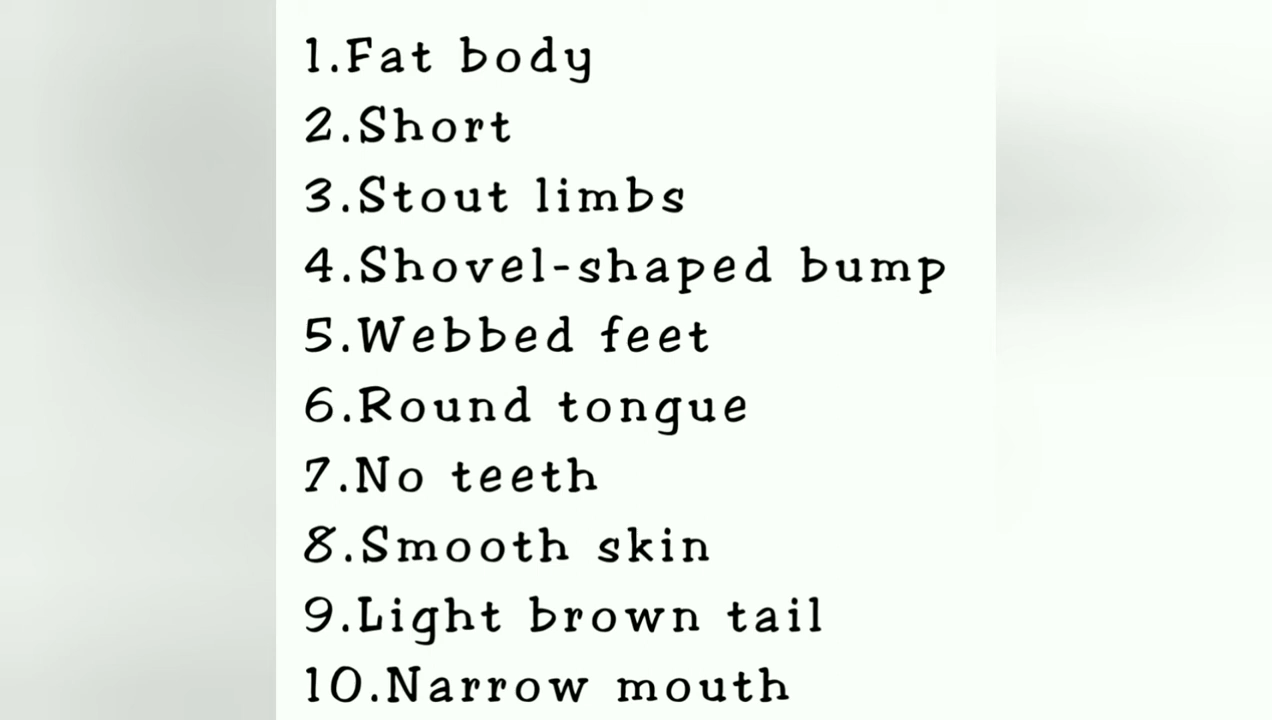 1.Fat body
2.Short
3.Stout limbs
4.Shovel-shaped bump
5.Webbed feet
6.Round tongue
7.No teeth
8.Smooth skin
9.Light brown tail
10.Narrow mouth